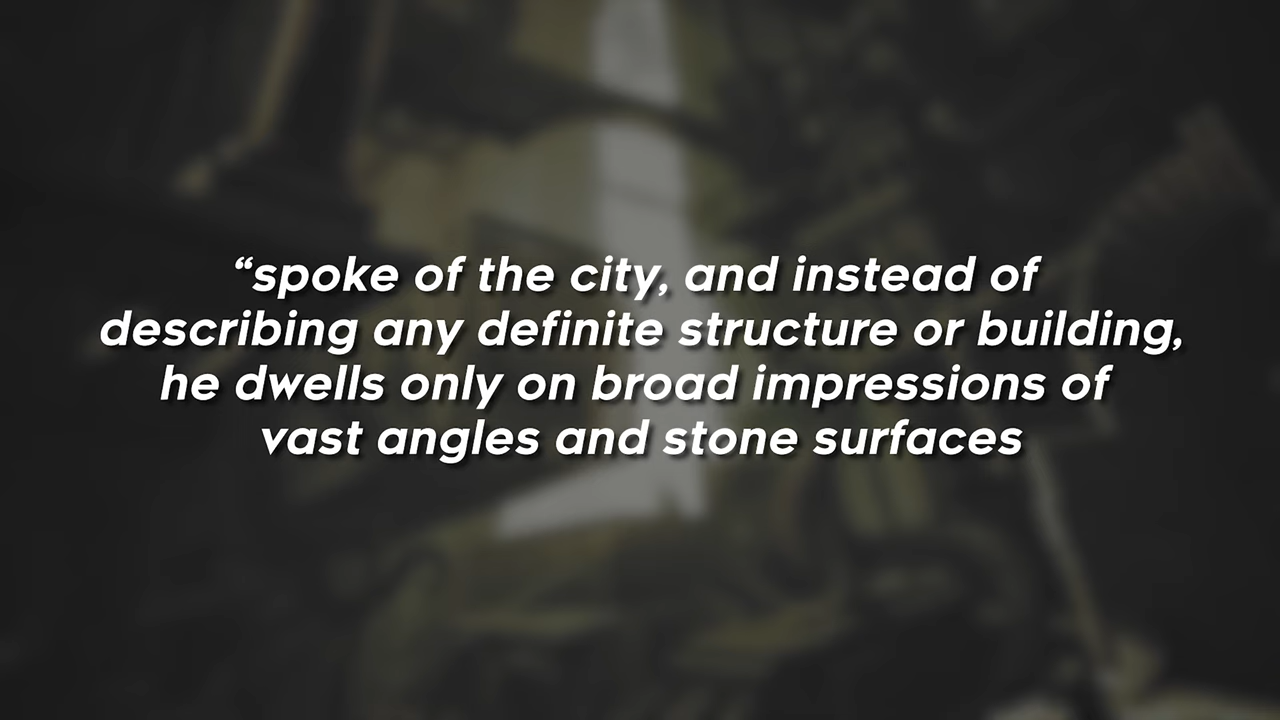 “spoke of the city, and instead of
describing any definite structure or building,
he dwells only on broad impressions of
vast angles and stone surfaces